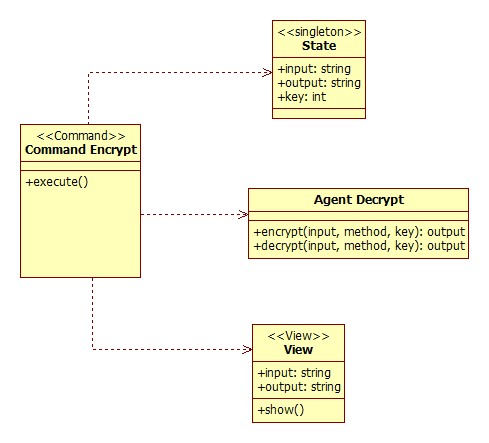 <<singleton>>
State
+input: string
+output: string
+key: int
<<Command>>
Command Encrypt
+execute()
Agent Decrypt
+encrypt(input, method, key): output
+decrypt(input, method, key): output
<<View>>
View
+input: string
+output: string
+show()